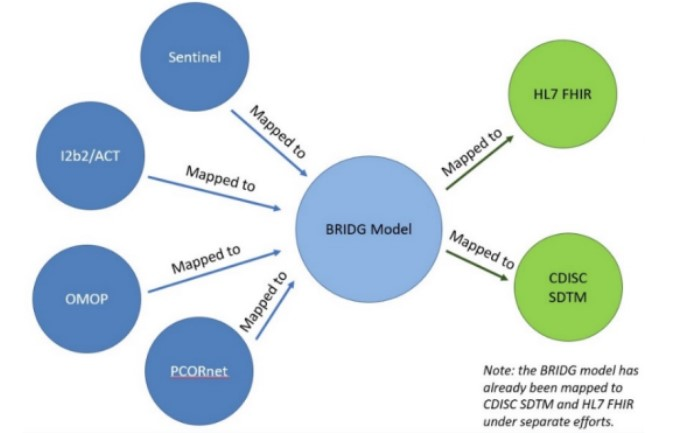 Sentinel
Mapped to
HL7 FHIR
I2b2/ACT
Mapped to
Mapped to
BRIDG Model
Mapped to
OMOP
Mapped to
Mapped to
CDISC
SDTM
PCORnet
Note: the BRIDG model has
already been mapped to
CDISC SDTM and HL7 FHIR
under separate efforts.